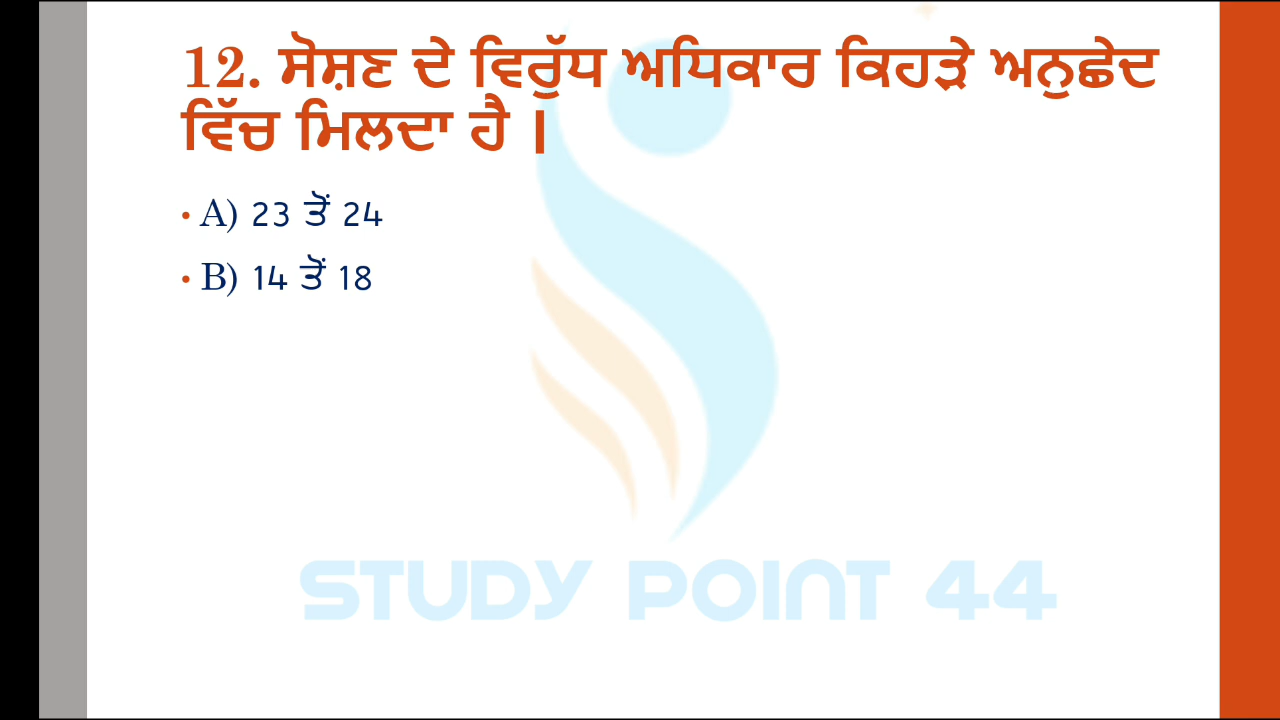 12. ਸੋਸ਼ਣ ਦੇ ਵਿਰੁੱਧ ਅਧਿਕਾਰ ਕਿਹੜੇ ਅਨੁਛੇਦ
ਵਿੱਚ ਮਿਲਦਾ ਹੈ |
• A) 23 ਤੋਂ 24
• B) 14 ਤੋਂ 18
STUDY POINT 44